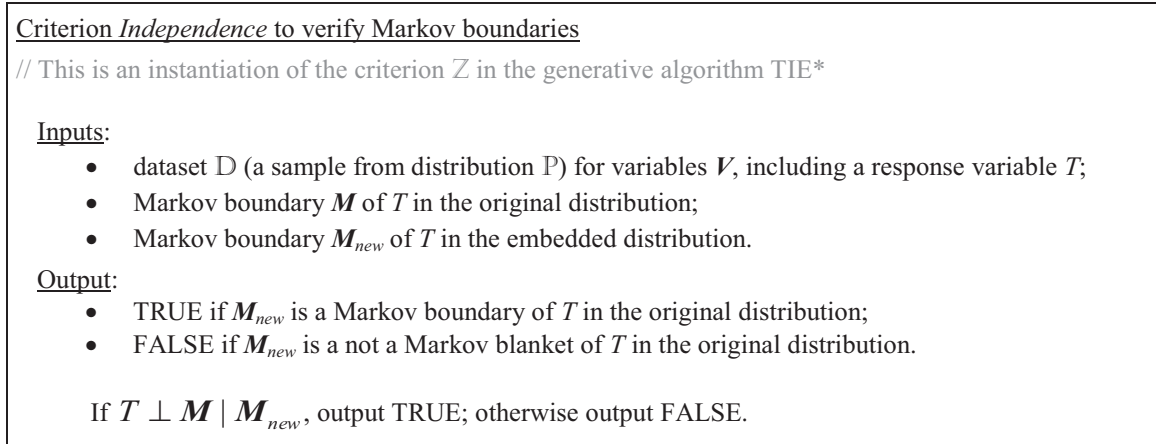 Criterion Independence to verify Markov boundaries
// This is an instantiation of the criterion ℤ in the generative algorithm TIE*
Inputs:
• dataset 𝔻 (a sample from distribution ℙ) for variables V, including a response variable T;
• Markov boundary M of T in the original distribution;
• Markov boundary M_new of T in the embedded distribution.
Output:
• TRUE if M_new is a Markov boundary of T in the original distribution;
• FALSE if M_new is a not a Markov blanket of T in the original distribution.
If T ⊥ M | M_new, output TRUE; otherwise output FALSE.